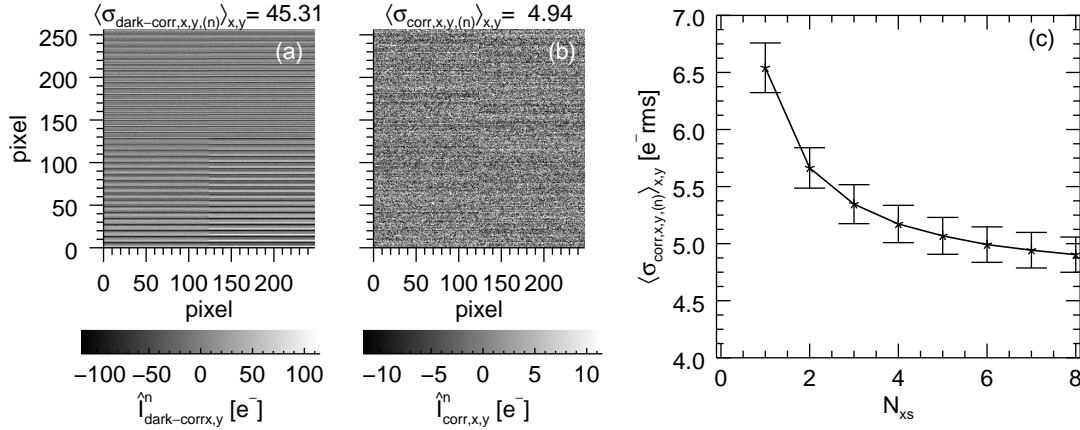 ⟨σdark−corr,x,y,(n)⟩x,y= 45.31
(a)
250
200
150
100
50
0
pixel
0 50 100 150 200
pixel
−100 −50 0 50 100
Î^n dark−corrx,y [e⁻]
⟨σcorr,x,y,(n)⟩x,y= 4.94
(b)
0 50 100 150 200
pixel
−10 −5 0 5 10
Î^n corr,x,y [e⁻]
(c)
7.0
6.5
6.0
5.5
5.0
4.5
4.0
⟨σcorr,x,y,(n)⟩x,y [e⁻rms]
0 2 4 6 8
Nxs